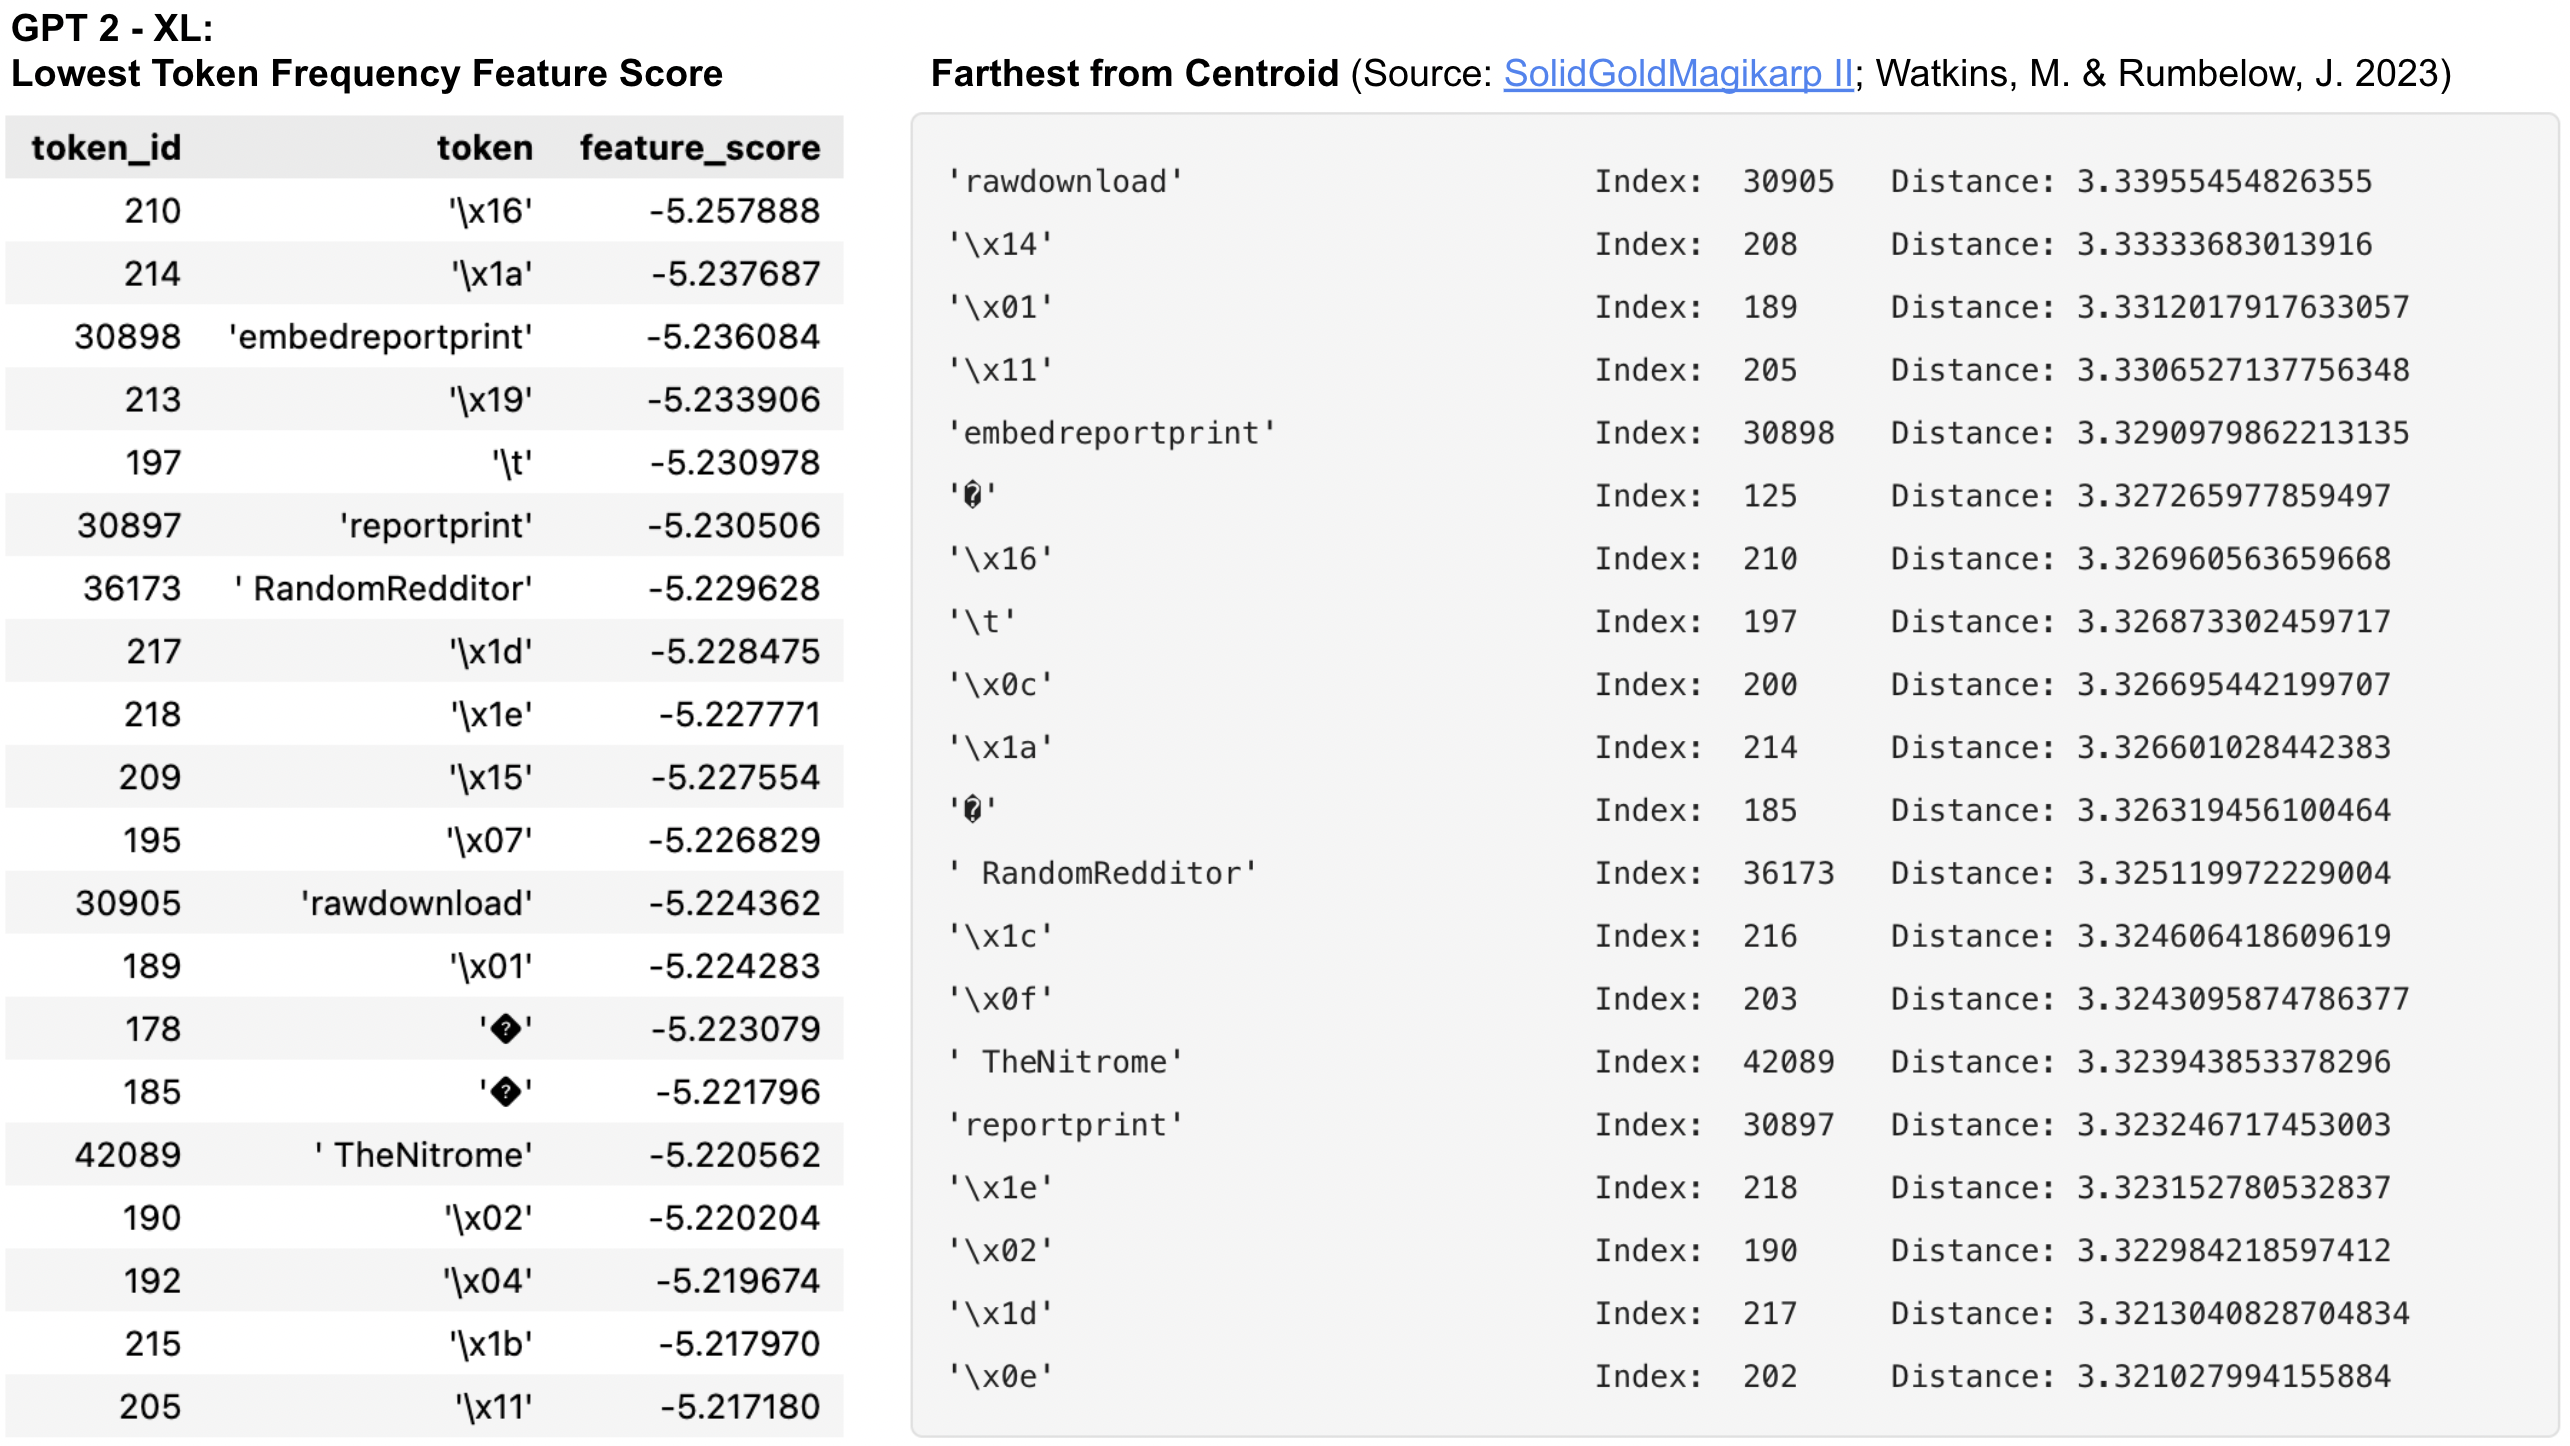 GPT 2 - XL:
Lowest Token Frequency Feature Score
token_id token feature_score
210 '\x16' -5.257888
214 '\x1a' -5.237687
30898 'embedreportprint' -5.236084
213 '\x19' -5.233906
197 '\t' -5.230978
30897 'reportprint' -5.230506
36173 ' RandomRedditor' -5.229628
217 '\x1d' -5.228475
218 '\x1e' -5.227771
209 '\x15' -5.227554
195 '\x07' -5.226829
30905 'rawdownload' -5.224362
189 '\x01' -5.224283
178 '�' -5.223079
185 '�' -5.221796
42089 ' TheNitrome' -5.220562
190 '\x02' -5.220204
192 '\x04' -5.219674
215 '\x1b' -5.217970
205 '\x11' -5.217180
Farthest from Centroid (Source: SolidGoldMagikarp II; Watkins, M. & Rumbelow, J. 2023)
'rawdownload' Index: 30905 Distance: 3.33955454826355
'\x14' Index: 208 Distance: 3.33333683013916
'\x01' Index: 189 Distance: 3.3312017917633057
'\x11' Index: 205 Distance: 3.3306527137756348
'embedreportprint' Index: 30898 Distance: 3.3290979862213135
'�' Index: 125 Distance: 3.327265977859497
'\x16' Index: 210 Distance: 3.326960563659668
'\t' Index: 197 Distance: 3.326873302459717
'\x0c' Index: 200 Distance: 3.326695442199707
'\x1a' Index: 214 Distance: 3.326601028442383
'�' Index: 185 Distance: 3.326319456100464
' RandomRedditor' Index: 36173 Distance: 3.325119972229004
'\x1c' Index: 216 Distance: 3.324606418609619
'\x0f' Index: 203 Distance: 3.3243095874786377
' TheNitrome' Index: 42089 Distance: 3.323943853378296
'reportprint' Index: 30897 Distance: 3.323246717453003
'\x1e' Index: 218 Distance: 3.323152780532837
'\x02' Index: 190 Distance: 3.322984218597412
'\x1d' Index: 217 Distance: 3.3213040828704834
'\x0e' Index: 202 Distance: 3.321027994155884